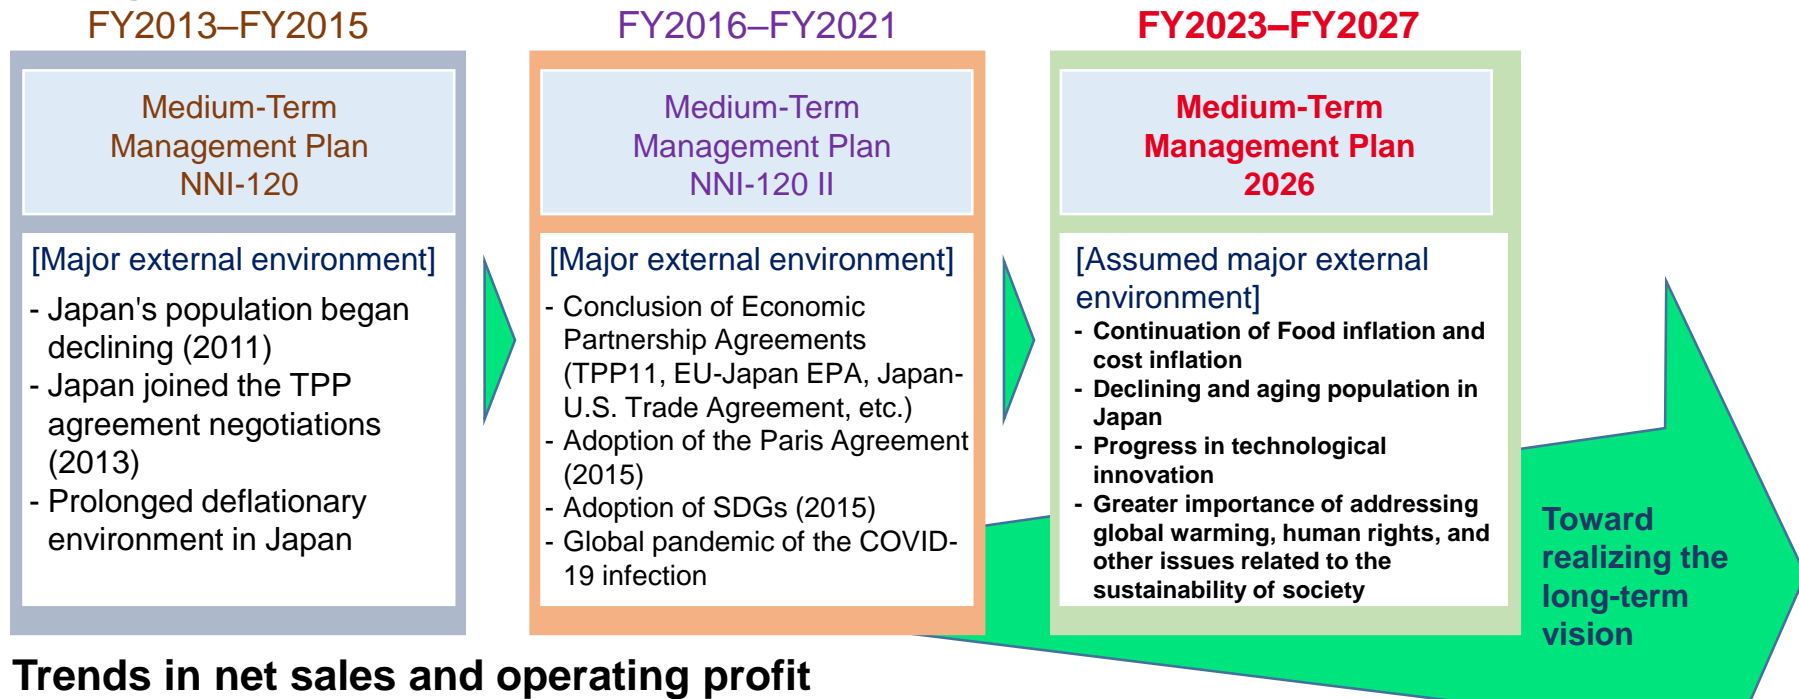 FY2013–FY2015
Medium-Term
Management Plan
NNI-120
[Major external environment]
- Japan's population began
declining (2011)
- Japan joined the TPP
agreement negotiations
(2013)
- Prolonged deflationary
environment in Japan
FY2016–FY2021
Medium-Term
Management Plan
NNI-120 II
[Major external environment]
- Conclusion of Economic
Partnership Agreements
(TPP11, EU-Japan EPA, Japan-
U.S. Trade Agreement, etc.)
- Adoption of the Paris Agreement
(2015)
- Adoption of SDGs (2015)
- Global pandemic of the COVID-
19 infection
FY2023–FY2027
Medium-Term
Management Plan
2026
[Assumed major external
environment]
- Continuation of Food inflation and
cost inflation
- Declining and aging population in
Japan
- Progress in technological
innovation
- Greater importance of addressing
global warming, human rights, and
other issues related to the
sustainability of society
Toward
realizing the
long-term
vision
Trends in net sales and operating profit